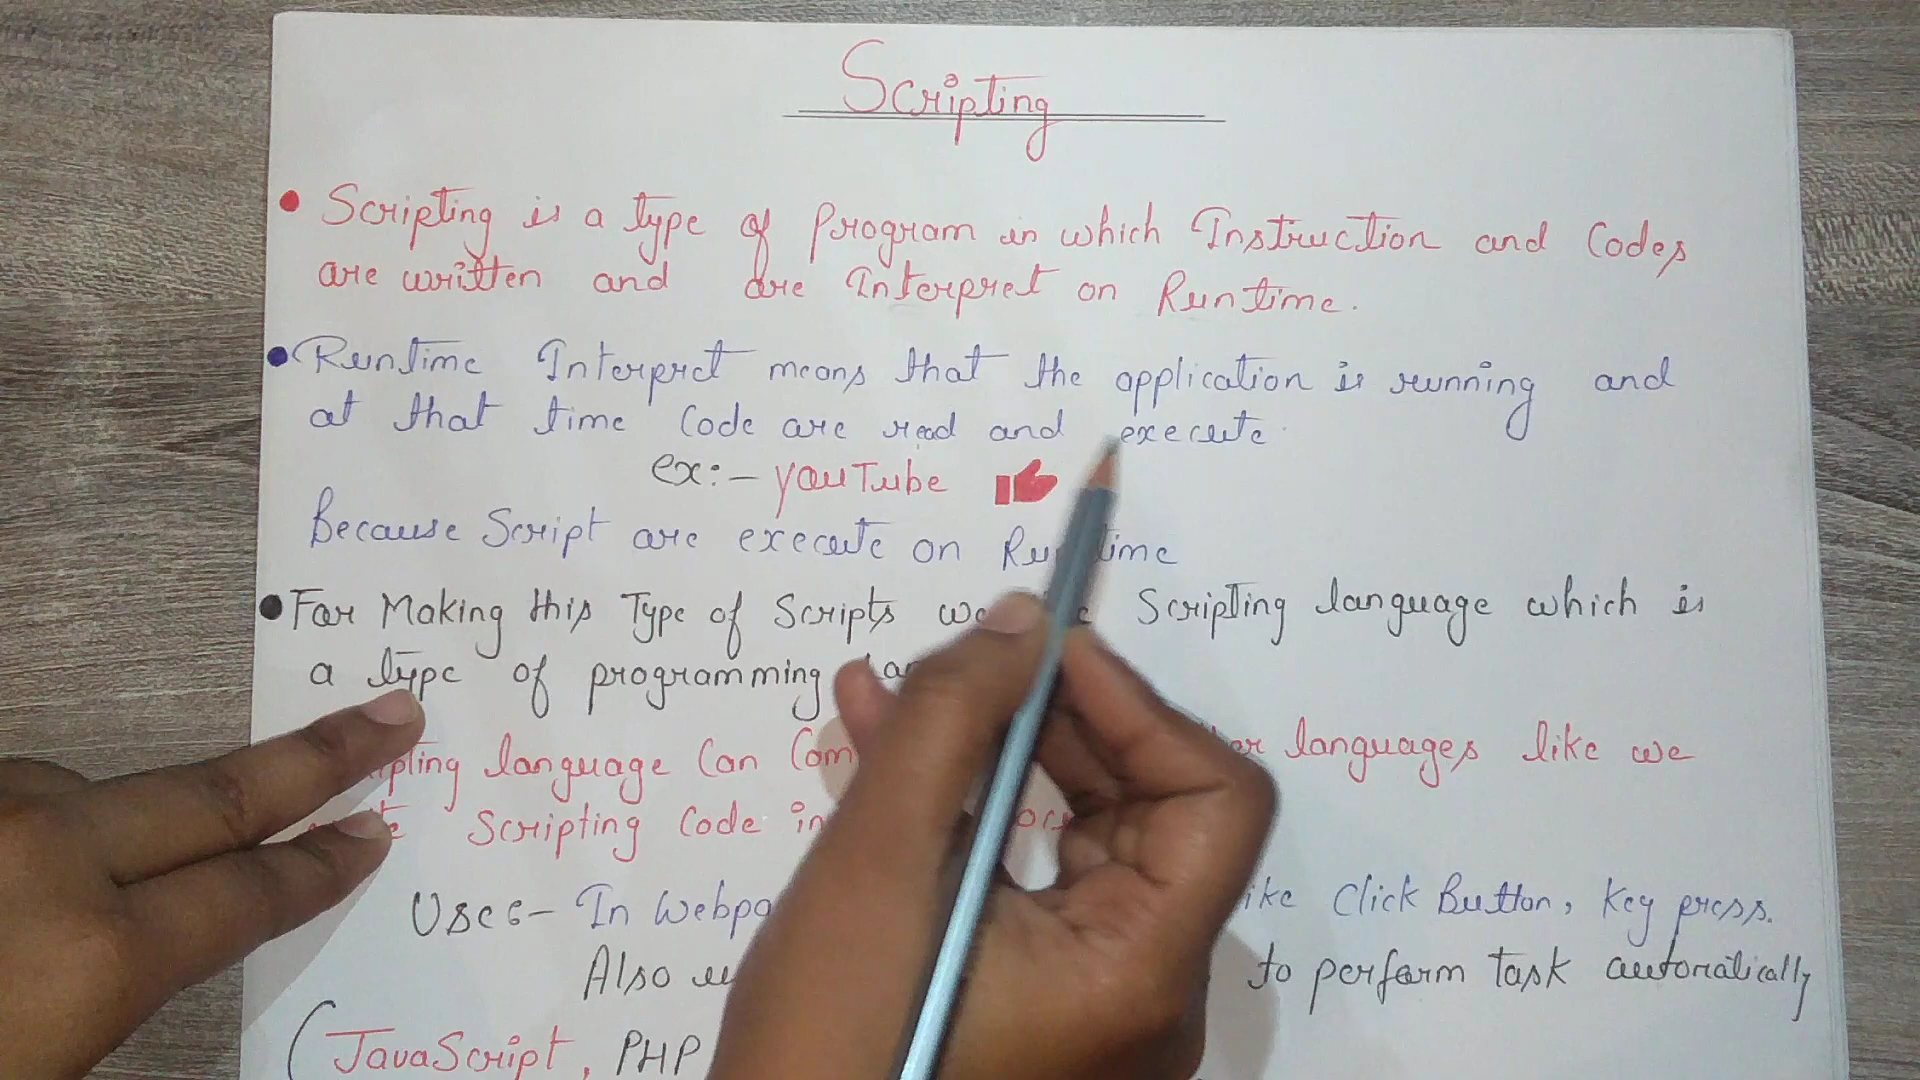 Scripting
• Scripting is a type of Program in which Instruction and Codes
are written and are Interpret on Runtime.
• Runtime Interpret means that the application is running and
at that time Code are read and execute
ex:- YouTube
Because Script are execute on
• For Making this Type of Scripts Scripting language which is
a type of programming
language Can languages like we
Scripting Code in
Uses- In Click Button, Key press.
Also to perform task automatically
(JavaScript, PHP